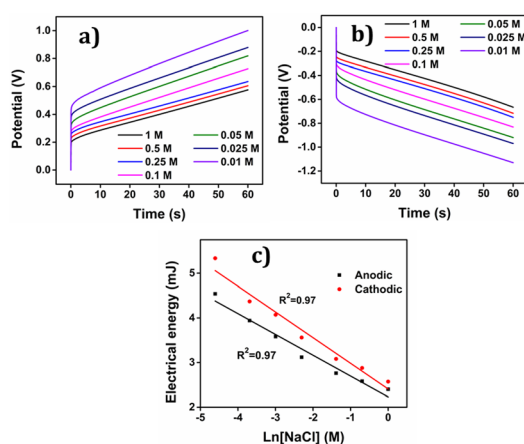 a)
Potential (V)
1.0
0.8
0.6
0.4
0.2
0.0
1 M
0.5 M
0.25 M
0.1 M
0.05 M
0.025 M
0.01 M
0 10 20 30 40 50 60
Time (s)
b)
Potential (V)
0.0
-0.2
-0.4
-0.6
-0.8
-1.0
-1.2
1 M
0.5 M
0.25 M
0.1 M
0.05 M
0.025 M
0.01 M
0 10 20 30 40 50 60
Time (s)
c)
Electrical energy (mJ)
5
4
3
2
R²=0.97
R²=0.97
Anodic
Cathodic
-5 -4 -3 -2 -1 0
Ln[NaCl] (M)